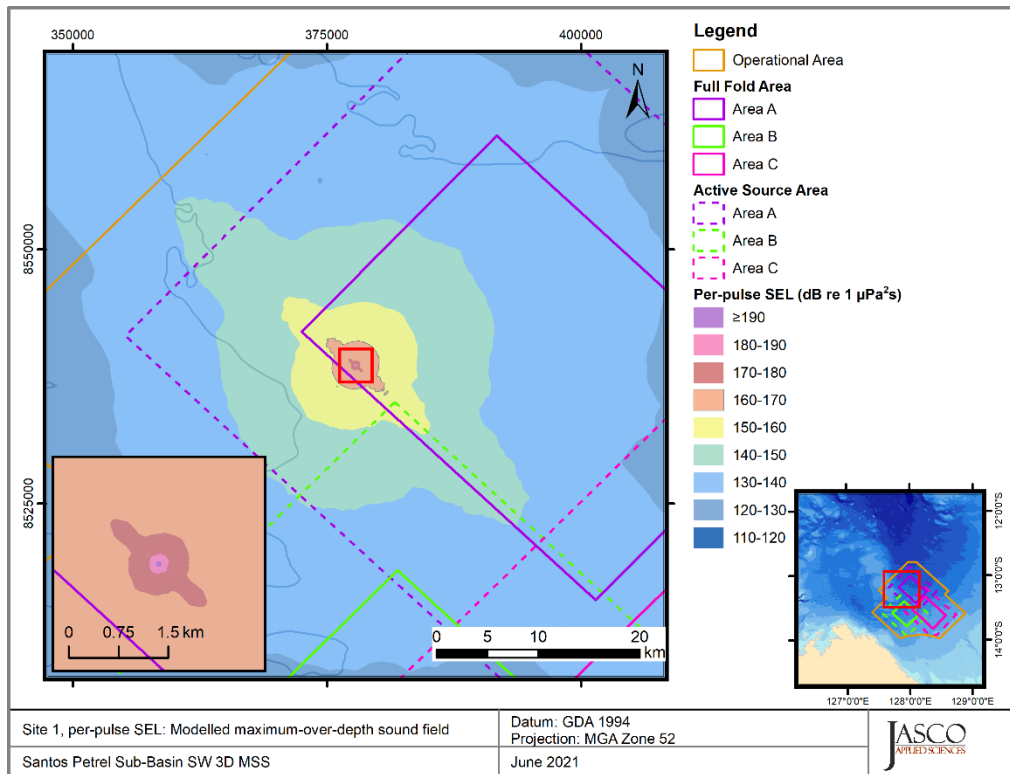 350000
375000
400000
8550000
8525000
N
0
0.75
1.5 km
0
5
10
20
km
Legend
Operational Area
Full Fold Area
Area A
Area B
Area C
Active Source Area
Area A
Area B
Area C
Per-pulse SEL (dB re 1 µPa²s)
≥190
180-190
170-180
160-170
150-160
140-150
130-140
120-130
110-120
12°0'0"S
13°0'0"S
14°0'0"S
127°0'0"E
128°0'0"E
129°0'0"E
Site 1, per-pulse SEL: Modelled maximum-over-depth sound field
Datum: GDA 1994
Projection: MGA Zone 52
Santos Petrel Sub-Basin SW 3D MSS
June 2021
JASCO
APPLIED SCIENCES